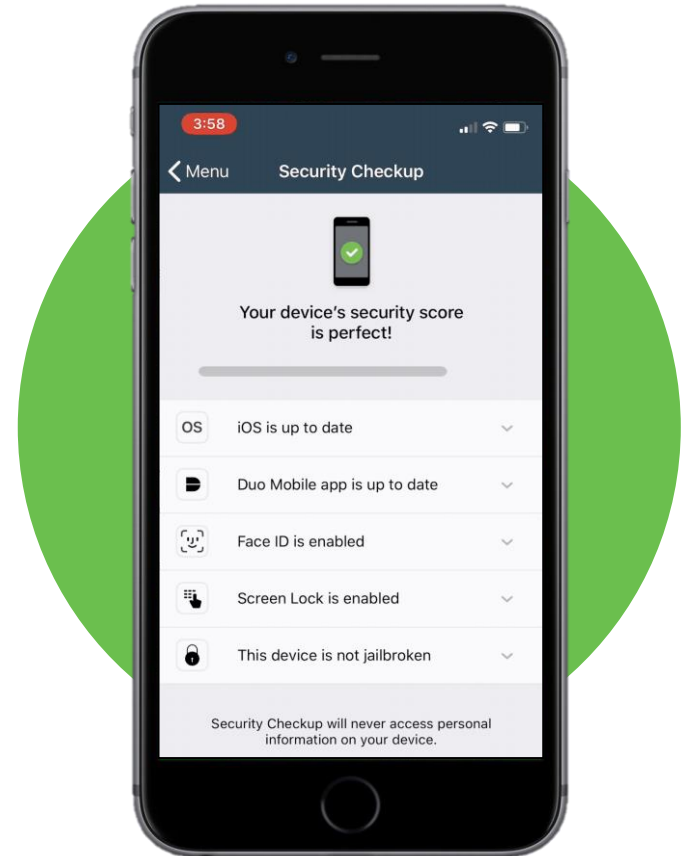 3:58
Menu
Security Checkup
Your device's security score
is perfect!
OS
iOS is up to date
Duo Mobile app is up to date
Face ID is enabled
Screen Lock is enabled
This device is not jailbroken
Security Checkup will never access personal
information on your device.